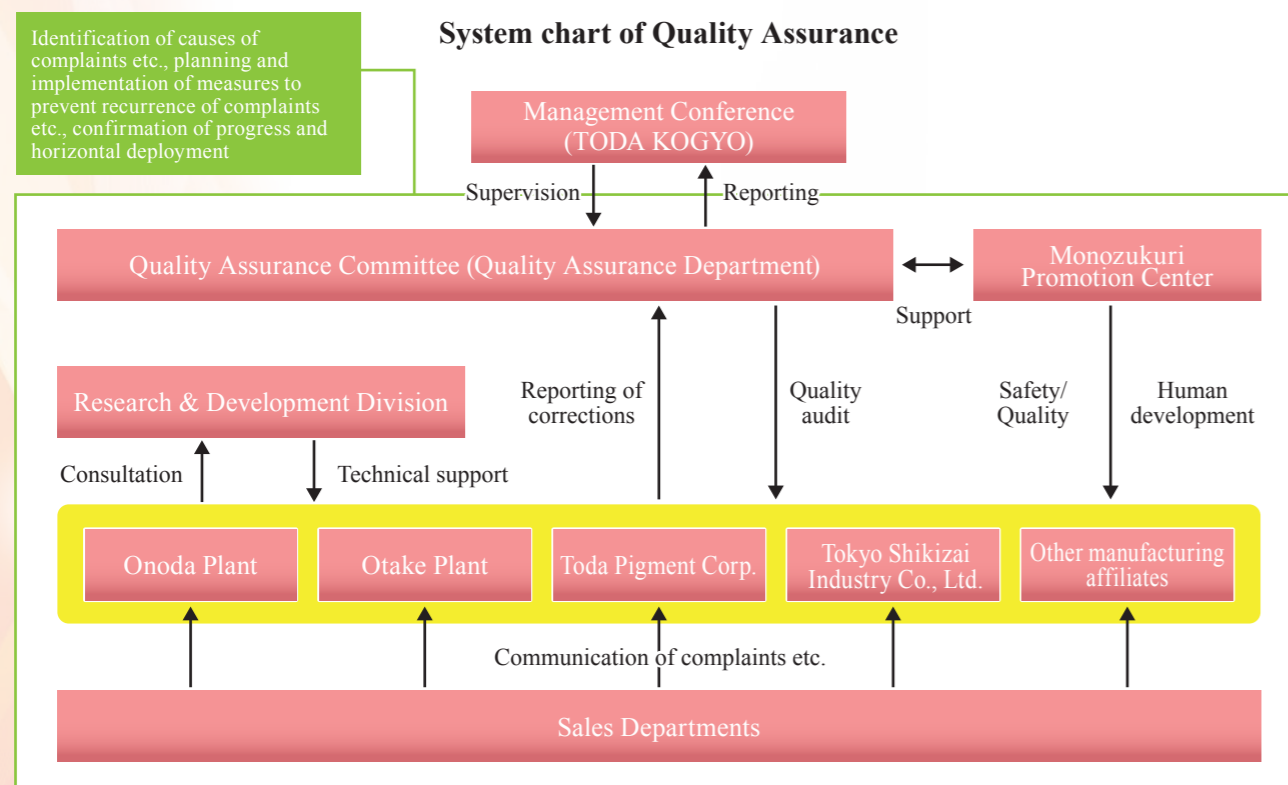 System chart of Quality Assurance
Identification of causes of
complaints etc., planning and
implementation of measures to
prevent recurrence of complaints
etc., confirmation of progress and
horizontal deployment
Management Conference
(TODA KOGYO)
Supervision
Reporting
Quality Assurance Committee (Quality Assurance Department)
Monozukuri
Promotion Center
Support
Research & Development Division
Reporting of
corrections
Quality
audit
Safety/
Quality
Human
development
Consultation
Technical support
Onoda Plant
Otake Plant
Toda Pigment Corp.
Tokyo Shikizai
Industry Co., Ltd.
Other manufacturing
affiliates
Communication of complaints etc.
Sales Departments